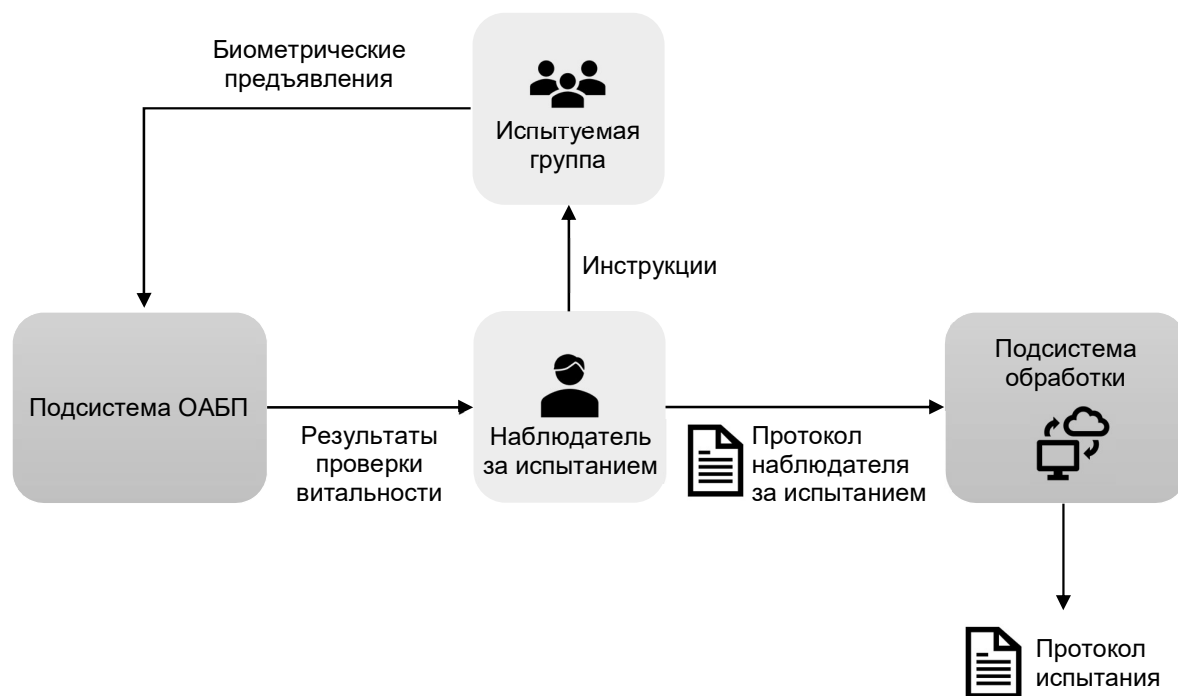 Биометрические
предъявления
Испытуемая
группа
Инструкции
Подсистема ОАБП
Результаты
проверки
витальности
Наблюдатель
за испытанием
Протокол
наблюдателя
за испытанием
Подсистема
обработки
Протокол
испытания